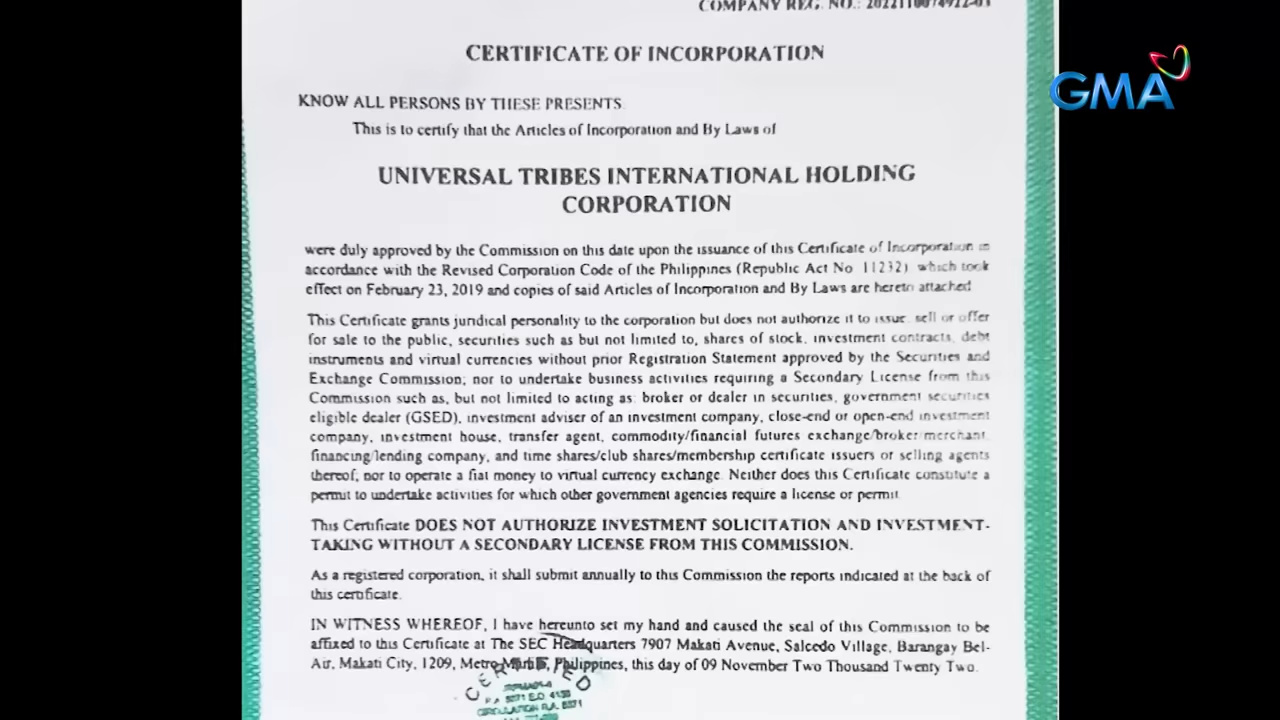 COMPANY REG. NO.: 2022110074922-03
CERTIFICATE OF INCORPORATION
GMA
KNOW ALL PERSONS BY THESE PRESENTS
This is to certify that the Articles of Incorporation and By Laws of
UNIVERSAL TRIBES INTERNATIONAL HOLDING
CORPORATION
were duly approved by the Commission on this date upon the issuance of this Certificate of Incorporation in
accordance with the Revised Corporation Code of the Philippines (Republic Act No 11232) which took
effect on February 23, 2019 and copies of said Articles of Incorporation and By Laws are hereto attached
This Certificate grants juridical personality to the corporation but does not authorize it to issue, sell or offer
for sale to the public, securities such as but not limited to, shares of stock, investment contracts, debt
instruments and virtual currencies without prior Registration Statement approved by the Securities and
Exchange Commission; nor to undertake business activities requiring a Secondary License from this
Commission such as, but not limited to acting as: broker or dealer in securities, government securities
eligible dealer (GSED), investment adviser of an investment company, close-end or open-end investment
company, investment house, transfer agent, commodity/financial futures exchange/broker/merchant,
financing/lending company, and time shares/club shares/membership certificate issuers or selling agents
thereof; nor to operate a fiat money to virtual currency exchange. Neither does this Certificate constitute a
permit to undertake activities for which other government agencies require a license or permit
This Certificate DOES NOT AUTHORIZE INVESTMENT SOLICITATION AND INVESTMENT-
TAKING WITHOUT A SECONDARY LICENSE FROM THIS COMMISSION.
As a registered corporation, it shall submit annually to this Commission the reports indicated at the back of
this certificate.
IN WITNESS WHEREOF, I have hereunto set my hand and caused the seal of this Commission to be
affixed to this Certificate at The SEC Headquarters 7907 Makati Avenue, Salcedo Village, Barangay Bel-
Air, Makati City, 1209, Metro Manila, Philippines, this day of 09 November Two Thousand Twenty Two.
CERTIFIED